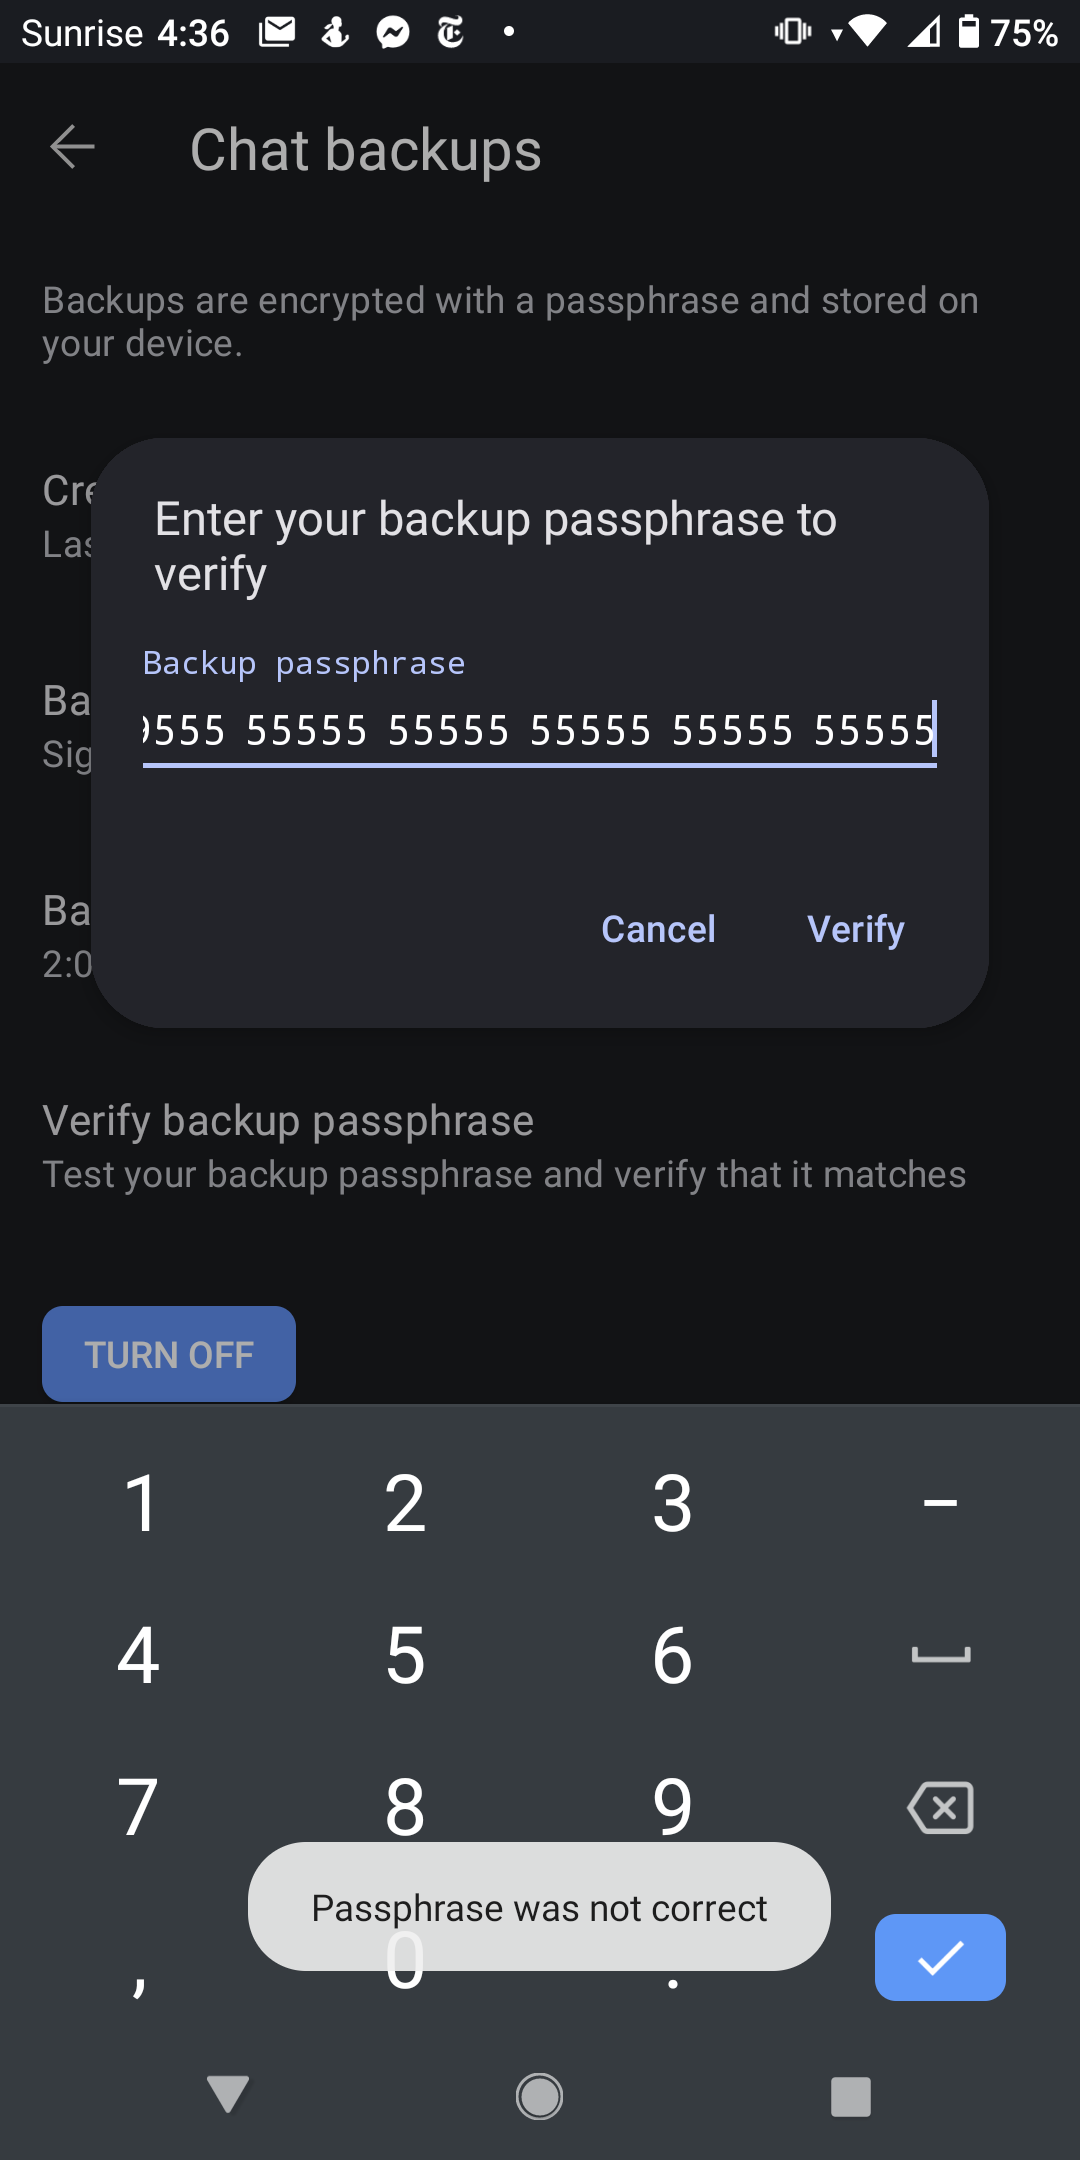 Sunrise 4:36 75%
Chat backups
Backups are encrypted with a passphrase and stored on
your device.
Cre
Las
Enter your backup passphrase to
verify
Backup passphrase
9555 55555 55555 55555 55555 55555
Ba
Sig
Ba
2:0
Cancel Verify
Verify backup passphrase
Test your backup passphrase and verify that it matches
TURN OFF
1 2 3 –
4 5 6
7 8 9
Passphrase was not correct
, 0 .